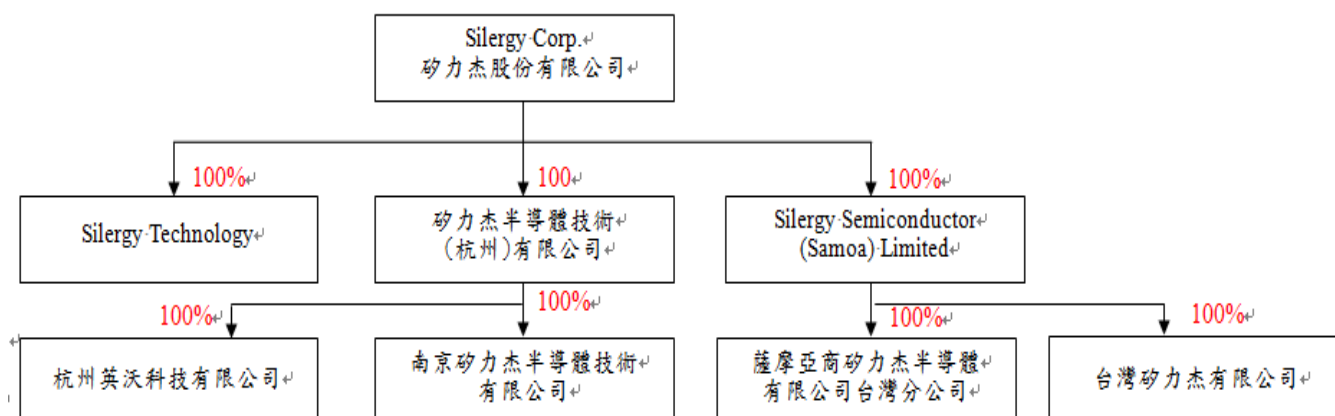 Silergy Corp.
矽力杰股份有限公司
100%
100
100%
Silergy Technology
矽力杰半導體技術
(杭州)有限公司
Silergy Semiconductor
(Samoa) Limited
100%
100%
100%
100%
杭州英沃科技有限公司
南京矽力杰半導體技術
有限公司
薩摩亞商矽力杰半導體
有限公司台灣分公司
台灣矽力杰有限公司